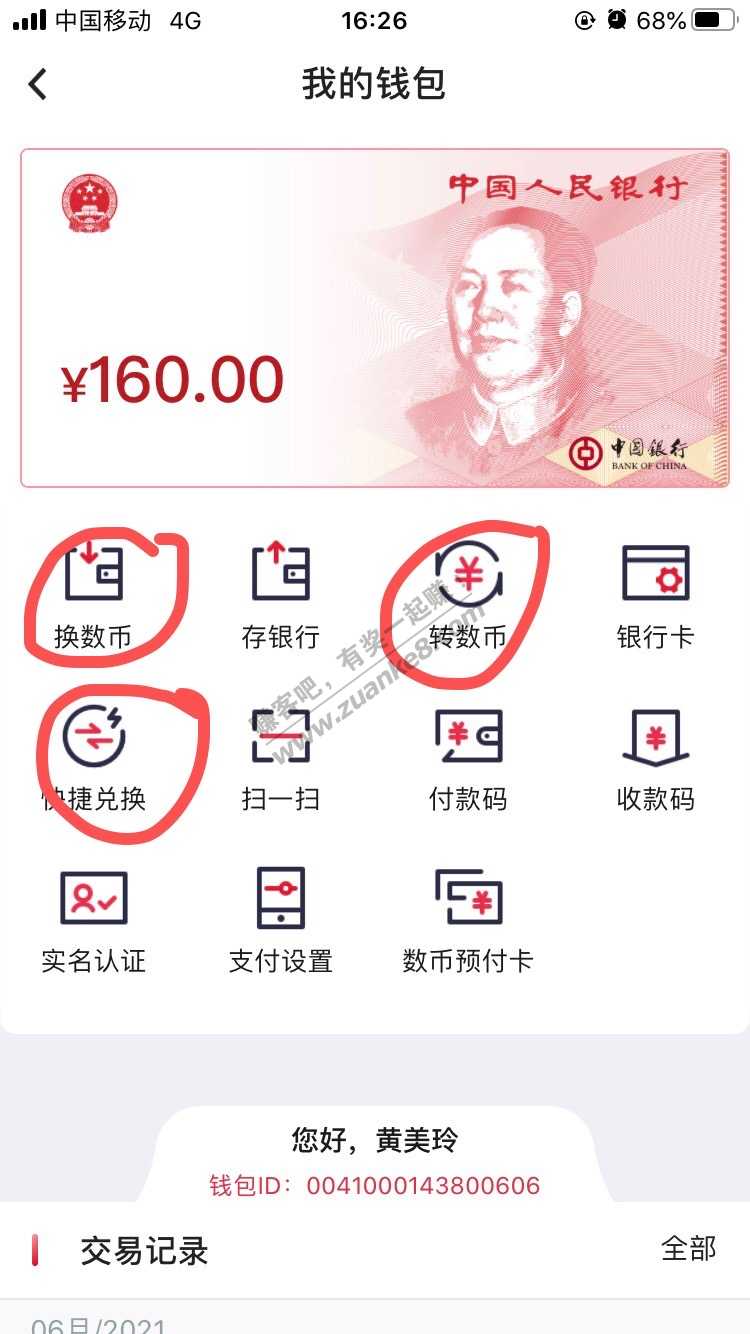 中国移动 4G 16:26 68%
我的钱包
中国人民银行
¥160.00
中国银行
BANK OF CHINA
换数币 存银行 转数币 银行卡
赚客吧，有奖一起赚！
www.zuanke8.com
快捷兑换 扫一扫 付款码 收款码
实名认证 支付设置 数币预付卡
您好，黄美玲
钱包ID：0041000143800606
交易记录 全部
06月/2021